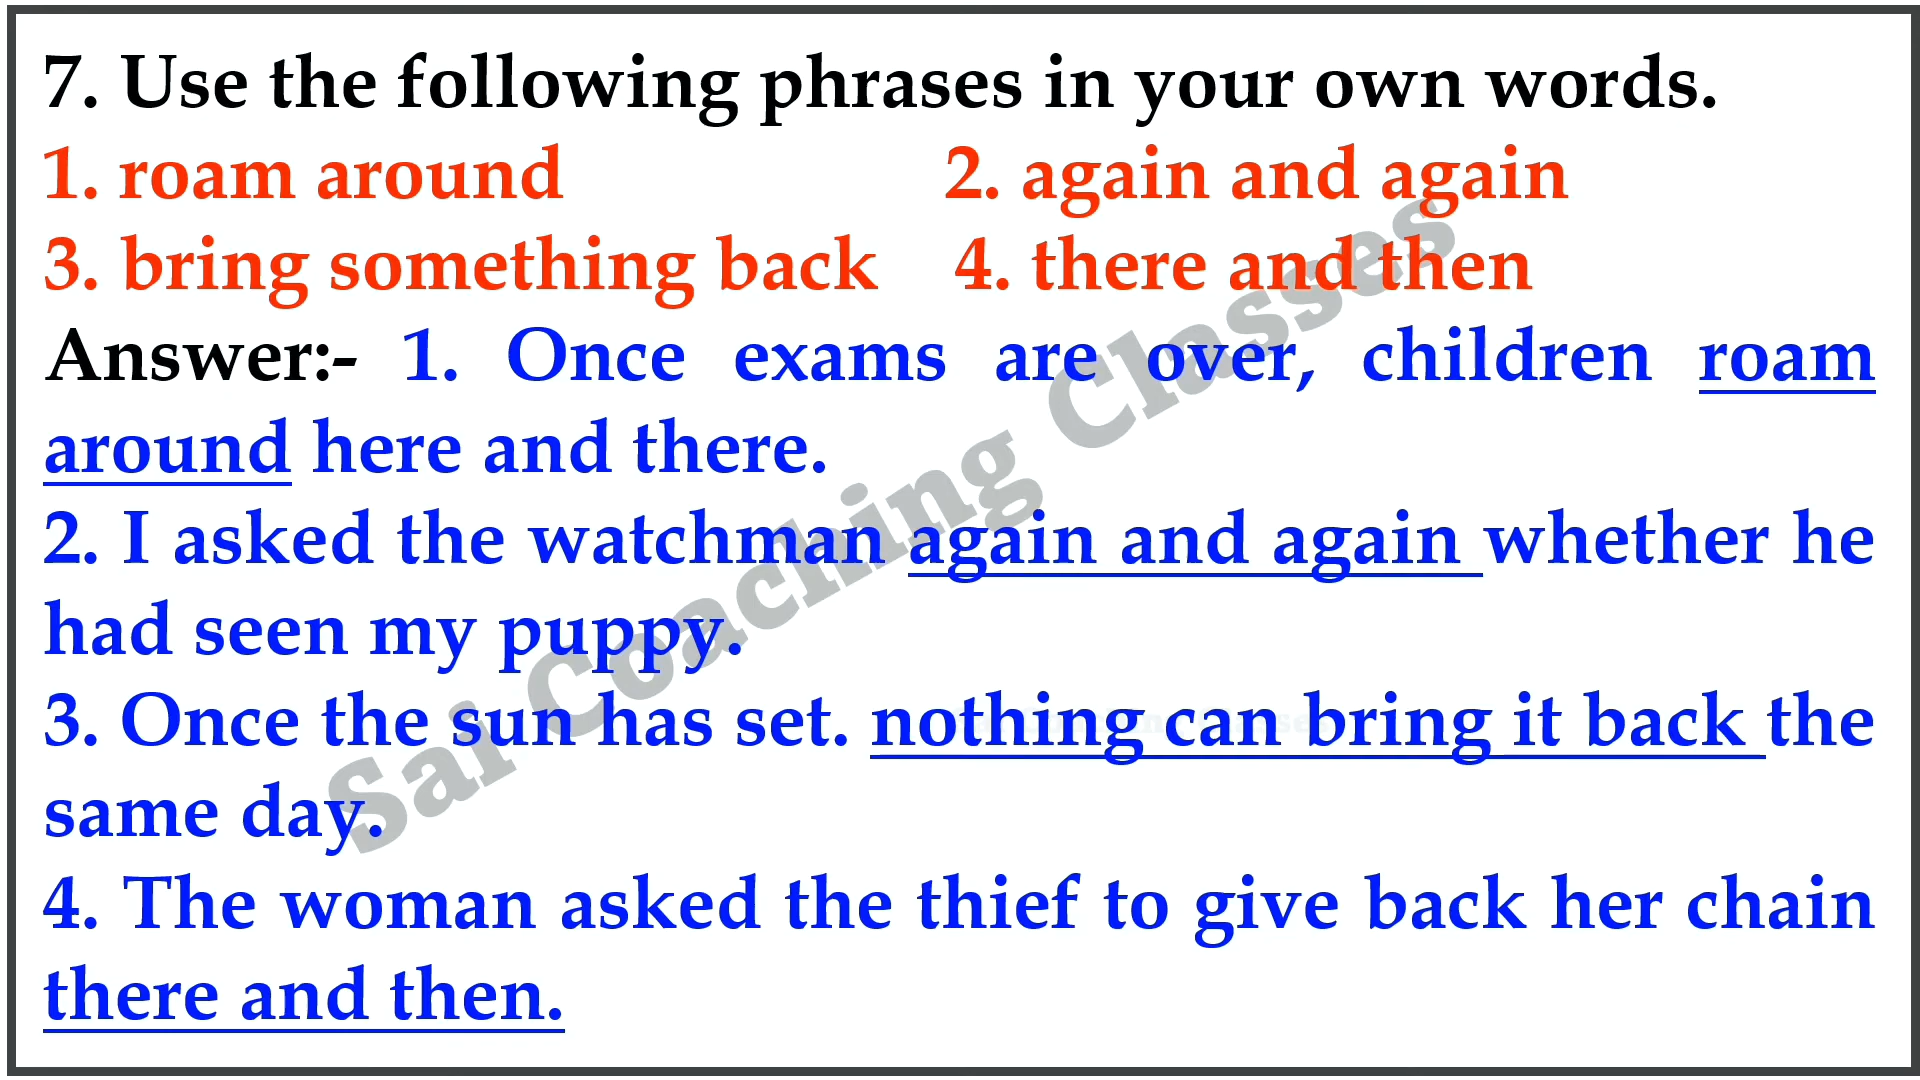 7. Use the following phrases in your own words.
1. roam around 2. again and again
3. bring something back 4. there and then
Answer:- 1. Once exams are over, children roam
around here and there.
2. I asked the watchman again and again whether he
had seen my puppy.
3. Once the sun has set. nothing can bring it back the
same day.
4. The woman asked the thief to give back her chain
there and then.
Sai Coaching Classes